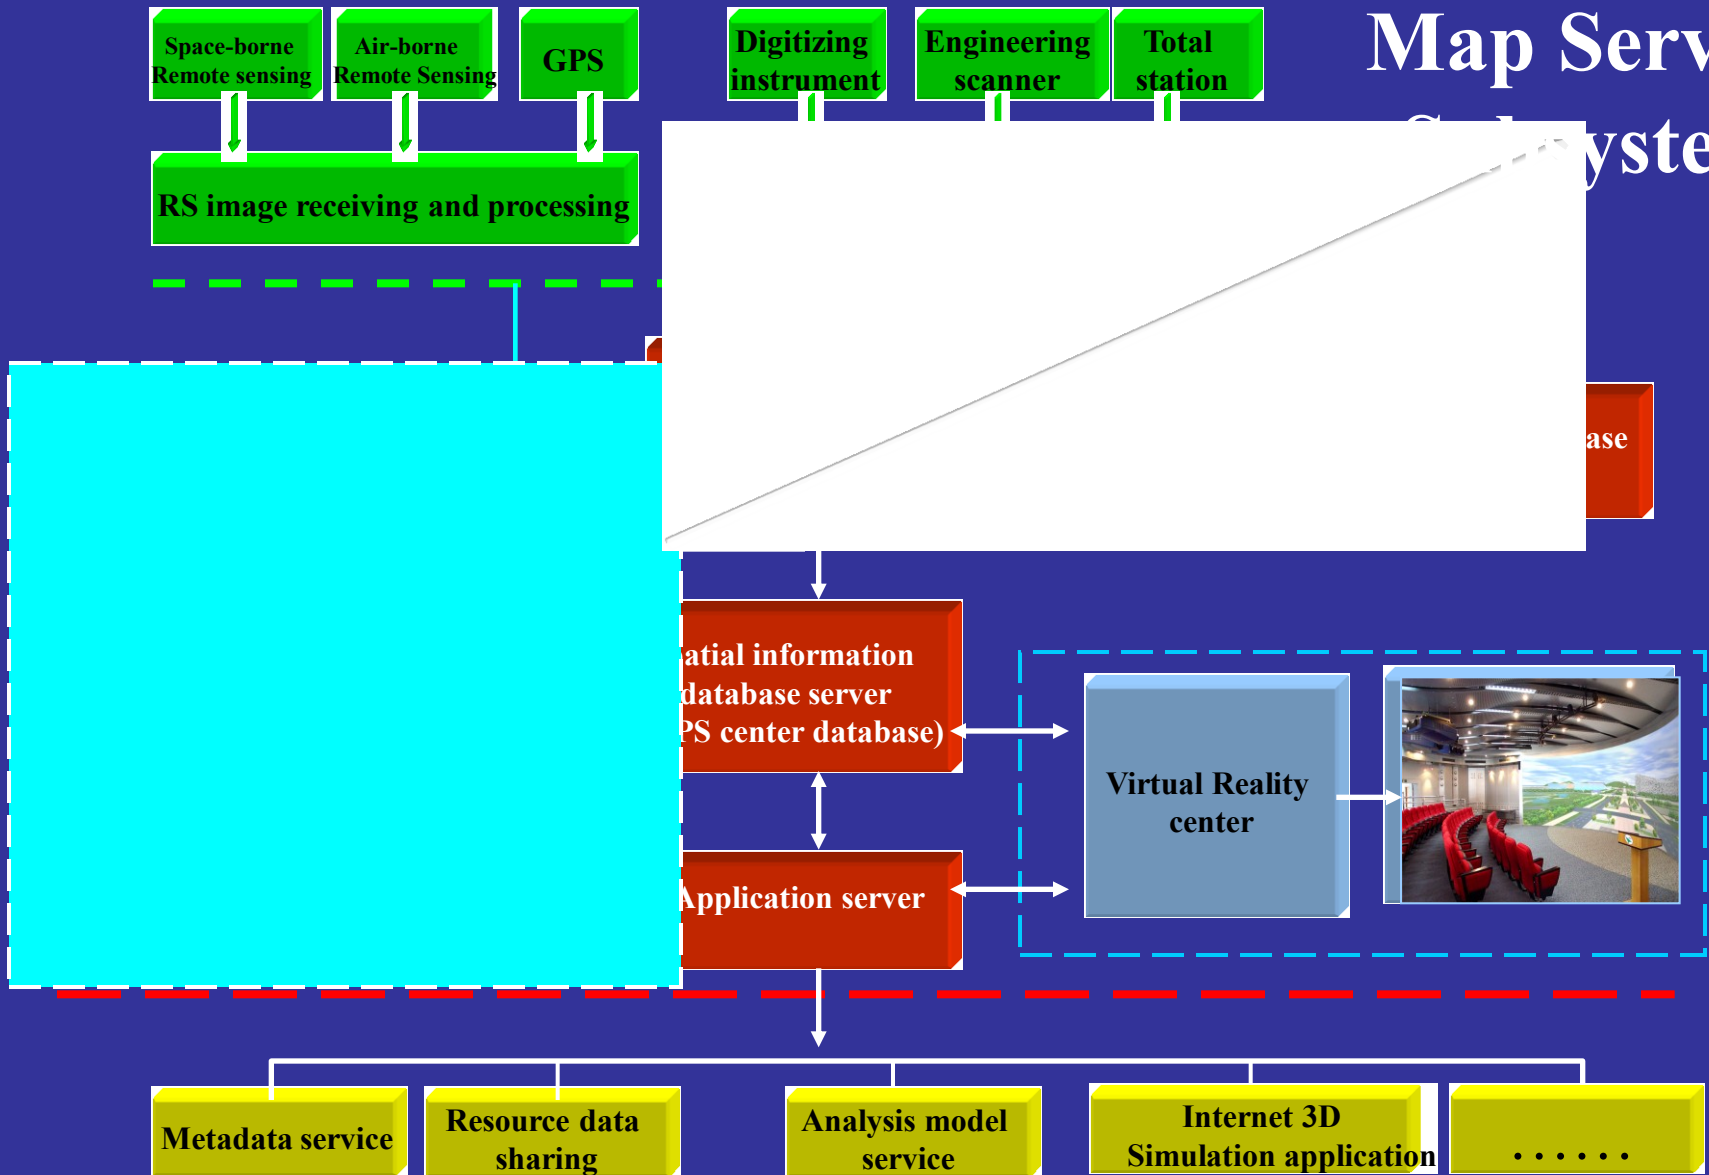 Space-borne
Remote sensing
Air-borne
Remote Sensing
GPS
Digitizing
instrument
Engineering
scanner
Total
station
Map Serv
yste
RS image receiving and processing
ase
atial information
database server
PS center database)
Virtual Reality
center
Application server
Metadata service
Resource data
sharing
Analysis model
service
Internet 3D
Simulation application
......